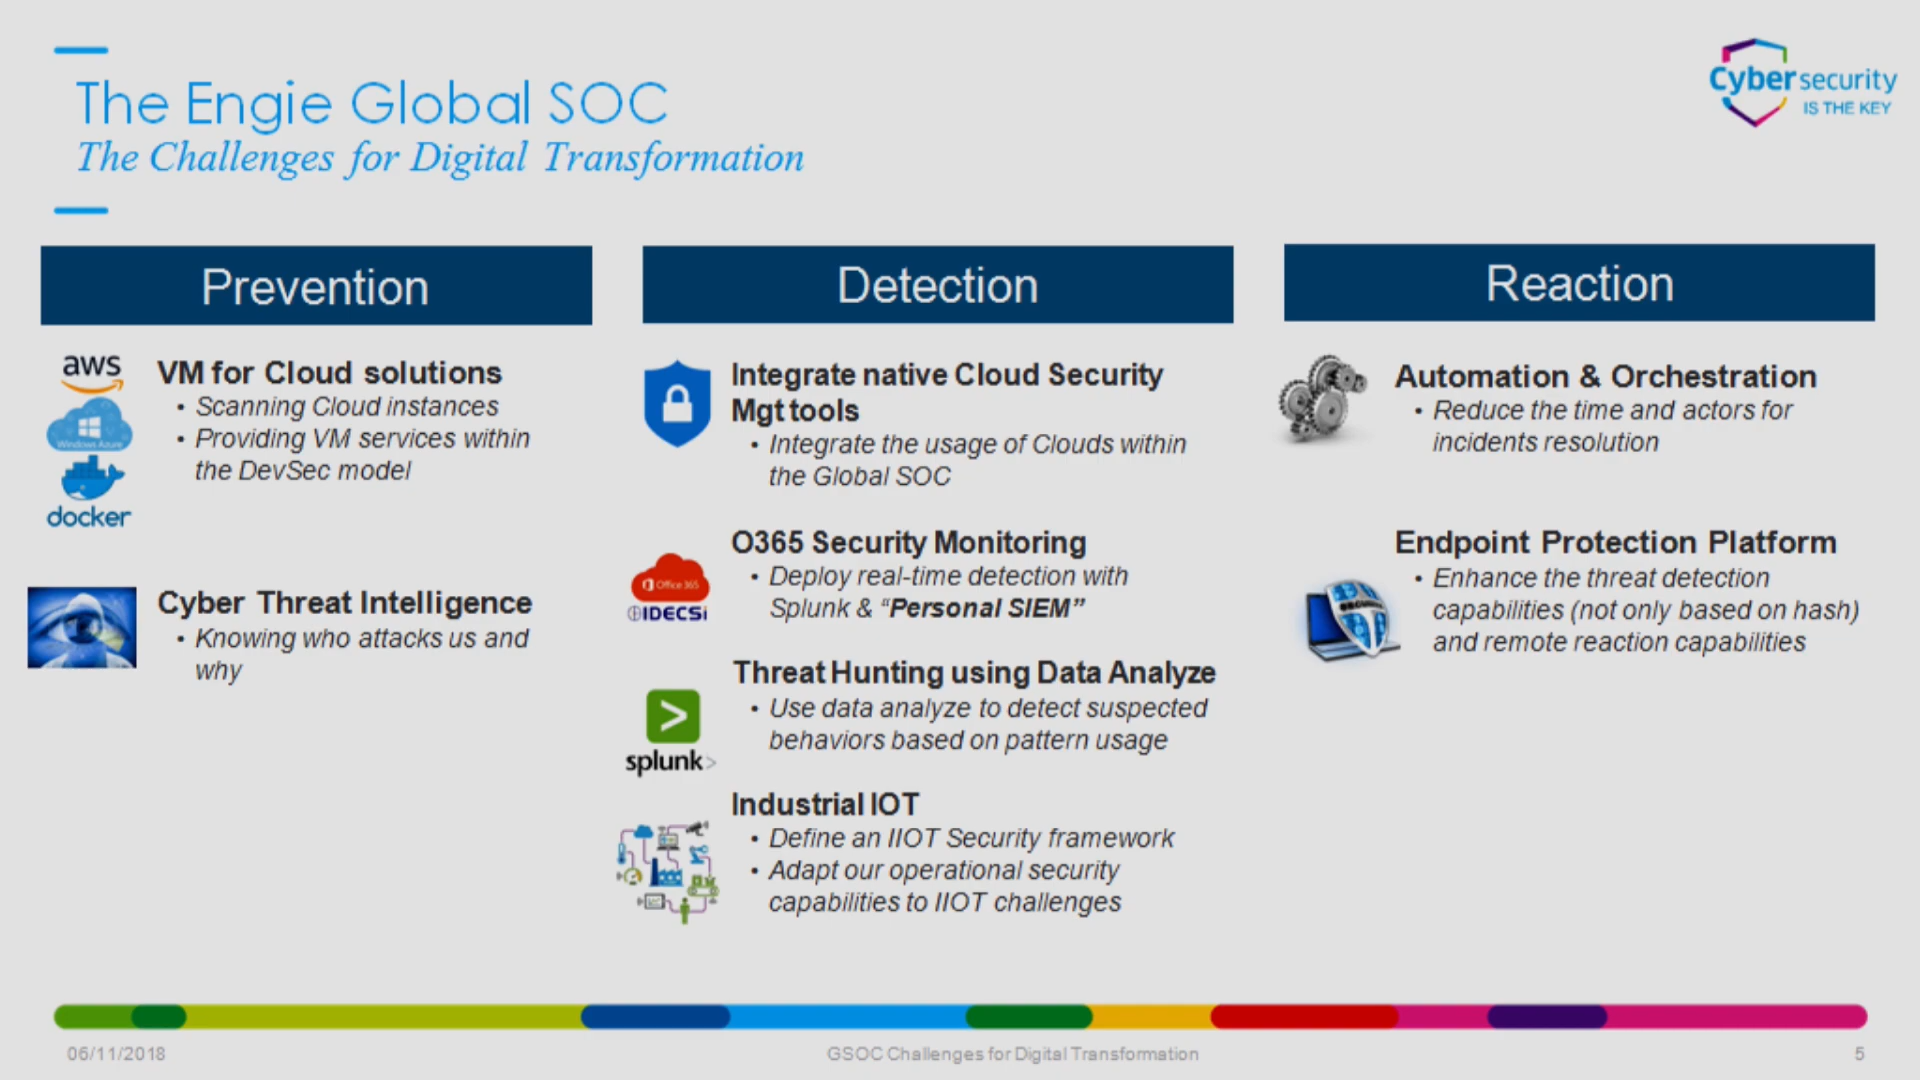 The Engie Global SOC
The Challenges for Digital Transformation
Cyber security
IS THE KEY
Prevention
aws
Windows Azure
docker
VM for Cloud solutions
• Scanning Cloud instances
• Providing VM services within
the DevSec model
Cyber Threat Intelligence
• Knowing who attacks us and
why
Detection
Integrate native Cloud Security
Mgt tools
• Integrate the usage of Clouds within
the Global SOC
Office 365
IDECSi
O365 Security Monitoring
• Deploy real-time detection with
Splunk & “Personal SIEM”
splunk>
Threat Hunting using Data Analyze
• Use data analyze to detect suspected
behaviors based on pattern usage
Industrial IOT
• Define an IIOT Security framework
• Adapt our operational security
capabilities to IIOT challenges
Reaction
Automation & Orchestration
• Reduce the time and actors for
incidents resolution
Endpoint Protection Platform
• Enhance the threat detection
capabilities (not only based on hash)
and remote reaction capabilities
06/11/2018
GSOC Challenges for Digital Transformation
5